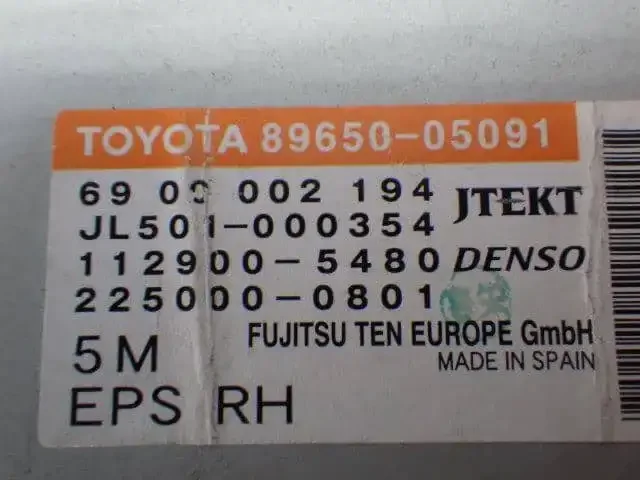 TOYOTA 89650-05091
69 00 002 194 JTEKT
JL501-000354
112900-5480 DENSO
225000-0801
FUJITSU TEN EUROPE GmbH
5M MADE IN SPAIN
EPS RH